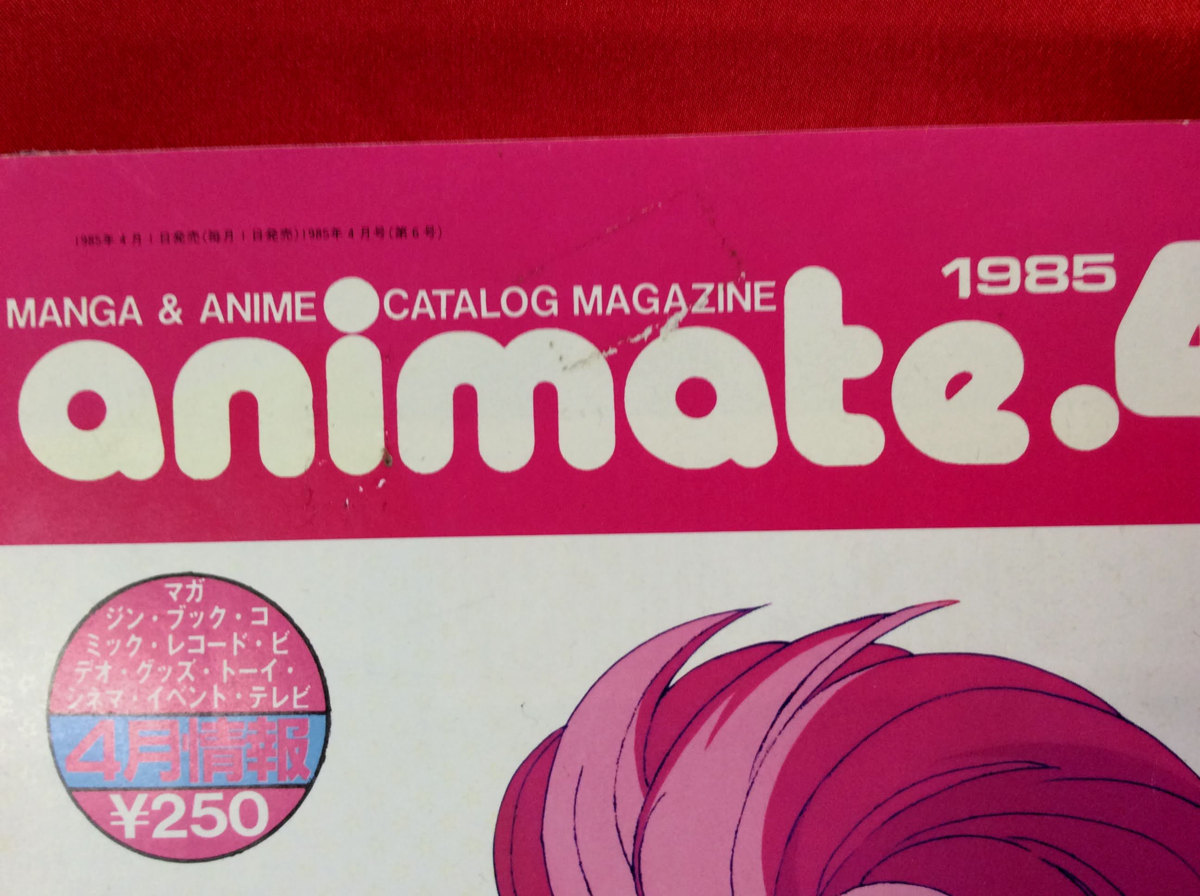 1985年4月1日発売(毎月1日発売)1985年4月号(第6号)
MANGA & ANIME CATALOG MAGAZINE
1985
animate.4
マガ
ジン・ブック・コ
ミック・レコード・ビ
デオ・グッズ・トーイ・
シネマ・イベント・テレビ
4月情報
¥250